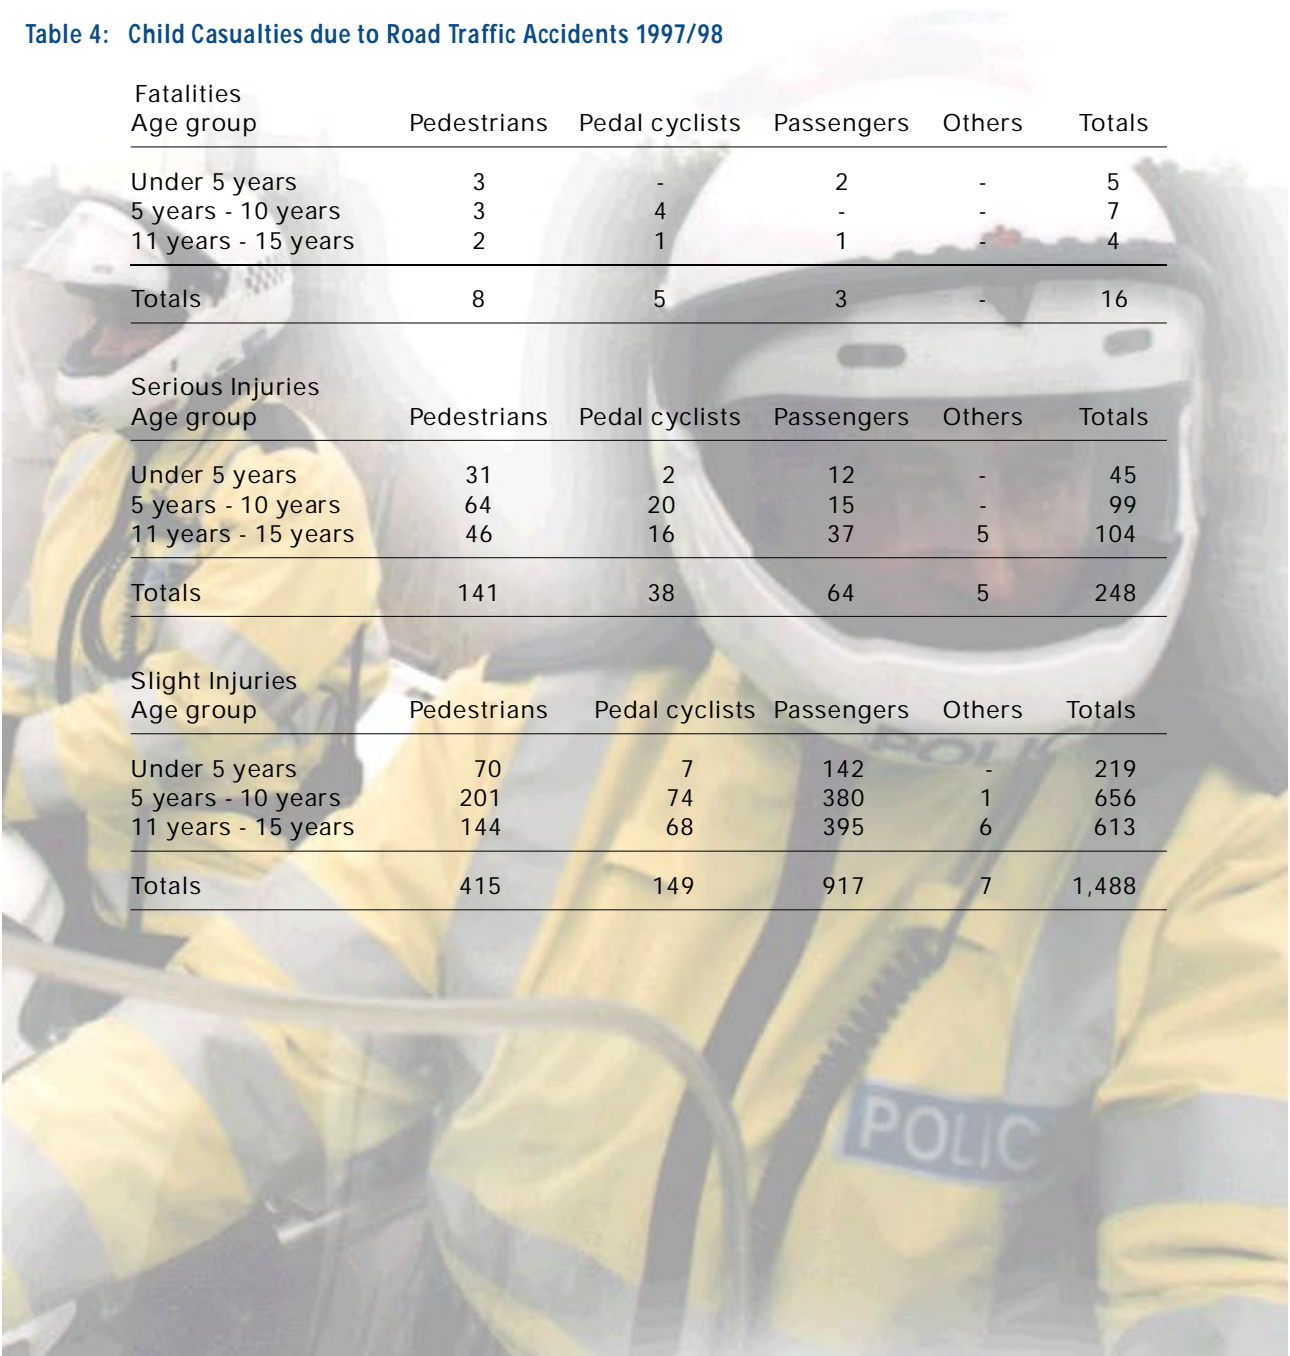 Table 4: Child Casualties due to Road Traffic Accidents 1997/98
Fatalities
Age group Pedestrians Pedal cyclists Passengers Others Totals
Under 5 years 3 - 2 - 5
5 years - 10 years 3 4 - - 7
11 years - 15 years 2 1 1 - 4
Totals 8 5 3 - 16
Serious Injuries
Age group Pedestrians Pedal cyclists Passengers Others Totals
Under 5 years 31 2 12 - 45
5 years - 10 years 64 20 15 - 99
11 years - 15 years 46 16 37 5 104
Totals 141 38 64 5 248
Slight Injuries
Age group Pedestrians Pedal cyclists Passengers Others Totals
Under 5 years 70 7 142 - 219
5 years - 10 years 201 74 380 1 656
11 years - 15 years 144 68 395 6 613
Totals 415 149 917 7 1,488
POLIC
POLIC